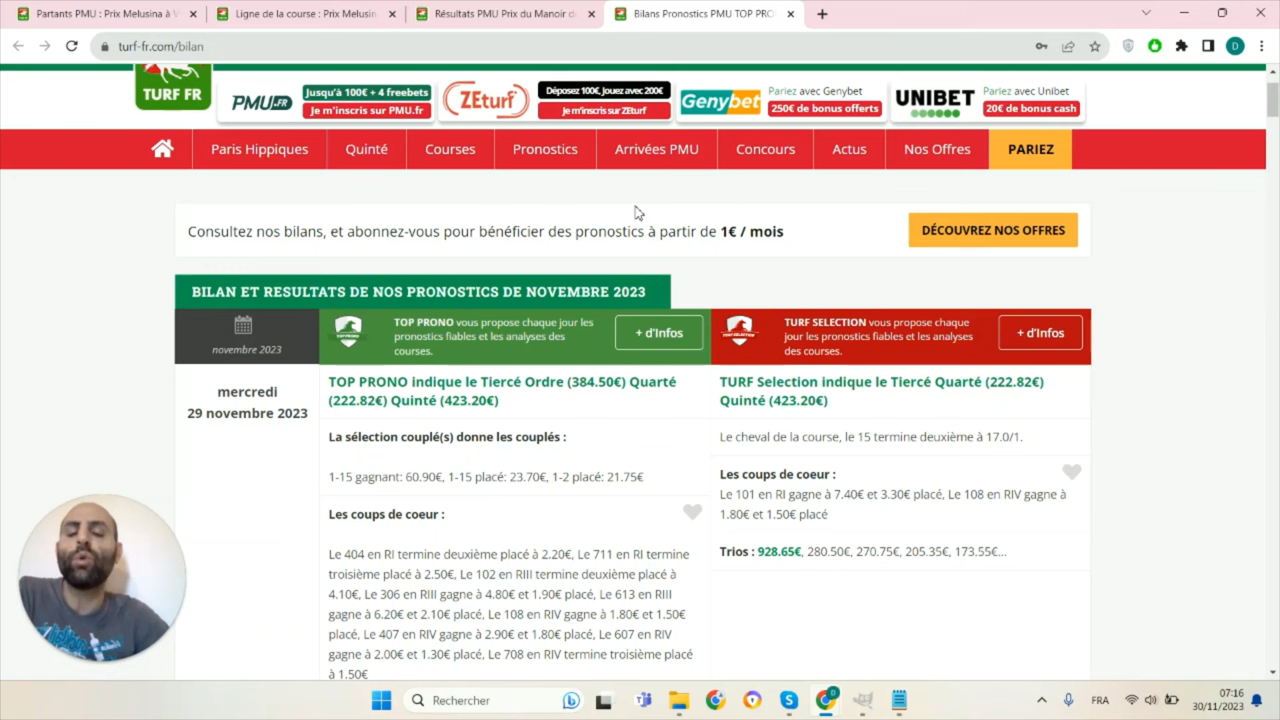 Partants PMU : Prix Melusina à V
Ligne de la course : Prix Melusin
Résultats PMU Prix du Manoir de
Bilans Pronostics PMU TOP PRO
turf-fr.com/bilan
D
TURF FR
PMU.FR
Jusqu'à 100€ + 4 freebets
Je m'inscris sur PMU.fr
ZEturf
Déposez 100€, jouez avec 200€
Je m'inscris sur ZEturf
Genybet
Pariez avec Genybet
250€ de bonus offerts
UNIBET
Pariez avec Unibet
20€ de bonus cash
Paris Hippiques
Quinté
Courses
Pronostics
Arrivées PMU
Concours
Actus
Nos Offres
PARIEZ
Consultez nos bilans, et abonnez-vous pour bénéficier des pronostics à partir de 1€ / mois
DÉCOUVREZ NOS OFFRES
BILAN ET RESULTATS DE NOS PRONOSTICS DE NOVEMBRE 2023
novembre 2023
TOP PRONO vous propose chaque jour les
pronostics fiables et les analyses des
courses.
+ d'Infos
TURF SELECTION vous propose chaque
jour les pronostics fiables et les analyses
des courses.
+ d'Infos
mercredi
29 novembre 2023
TOP PRONO indique le Tiercé Ordre (384.50€) Quarté
(222.82€) Quinté (423.20€)
La sélection couplé(s) donne les couplés :
1-15 gagnant: 60.90€, 1-15 placé: 23.70€, 1-2 placé: 21.75€
Les coups de coeur :
Le 404 en RI termine deuxième placé à 2.20€, Le 711 en RI termine
troisième placé à 2.50€, Le 102 en RIII termine deuxième placé à
4.10€, Le 306 en RIII gagne à 4.80€ et 1.90€ placé, Le 613 en RIII
gagne à 6.20€ et 2.10€ placé, Le 108 en RIV gagne à 1.80€ et 1.50€
placé, Le 407 en RIV gagne à 2.90€ et 1.80€ placé, Le 607 en RIV
gagne à 2.00€ et 1.30€ placé, Le 708 en RIV termine troisième placé
à 1.50€
TURF Selection indique le Tiercé Quarté (222.82€)
Quinté (423.20€)
Le cheval de la course, le 15 termine deuxième à 17.0/1.
Les coups de coeur :
Le 101 en RI gagne à 7.40€ et 3.30€ placé, Le 108 en RIV gagne à
1.80€ et 1.50€ placé
Trios : 928.65€, 280.50€, 270.75€, 205.35€, 173.55€...
Rechercher
FRA
07:16
30/11/2023